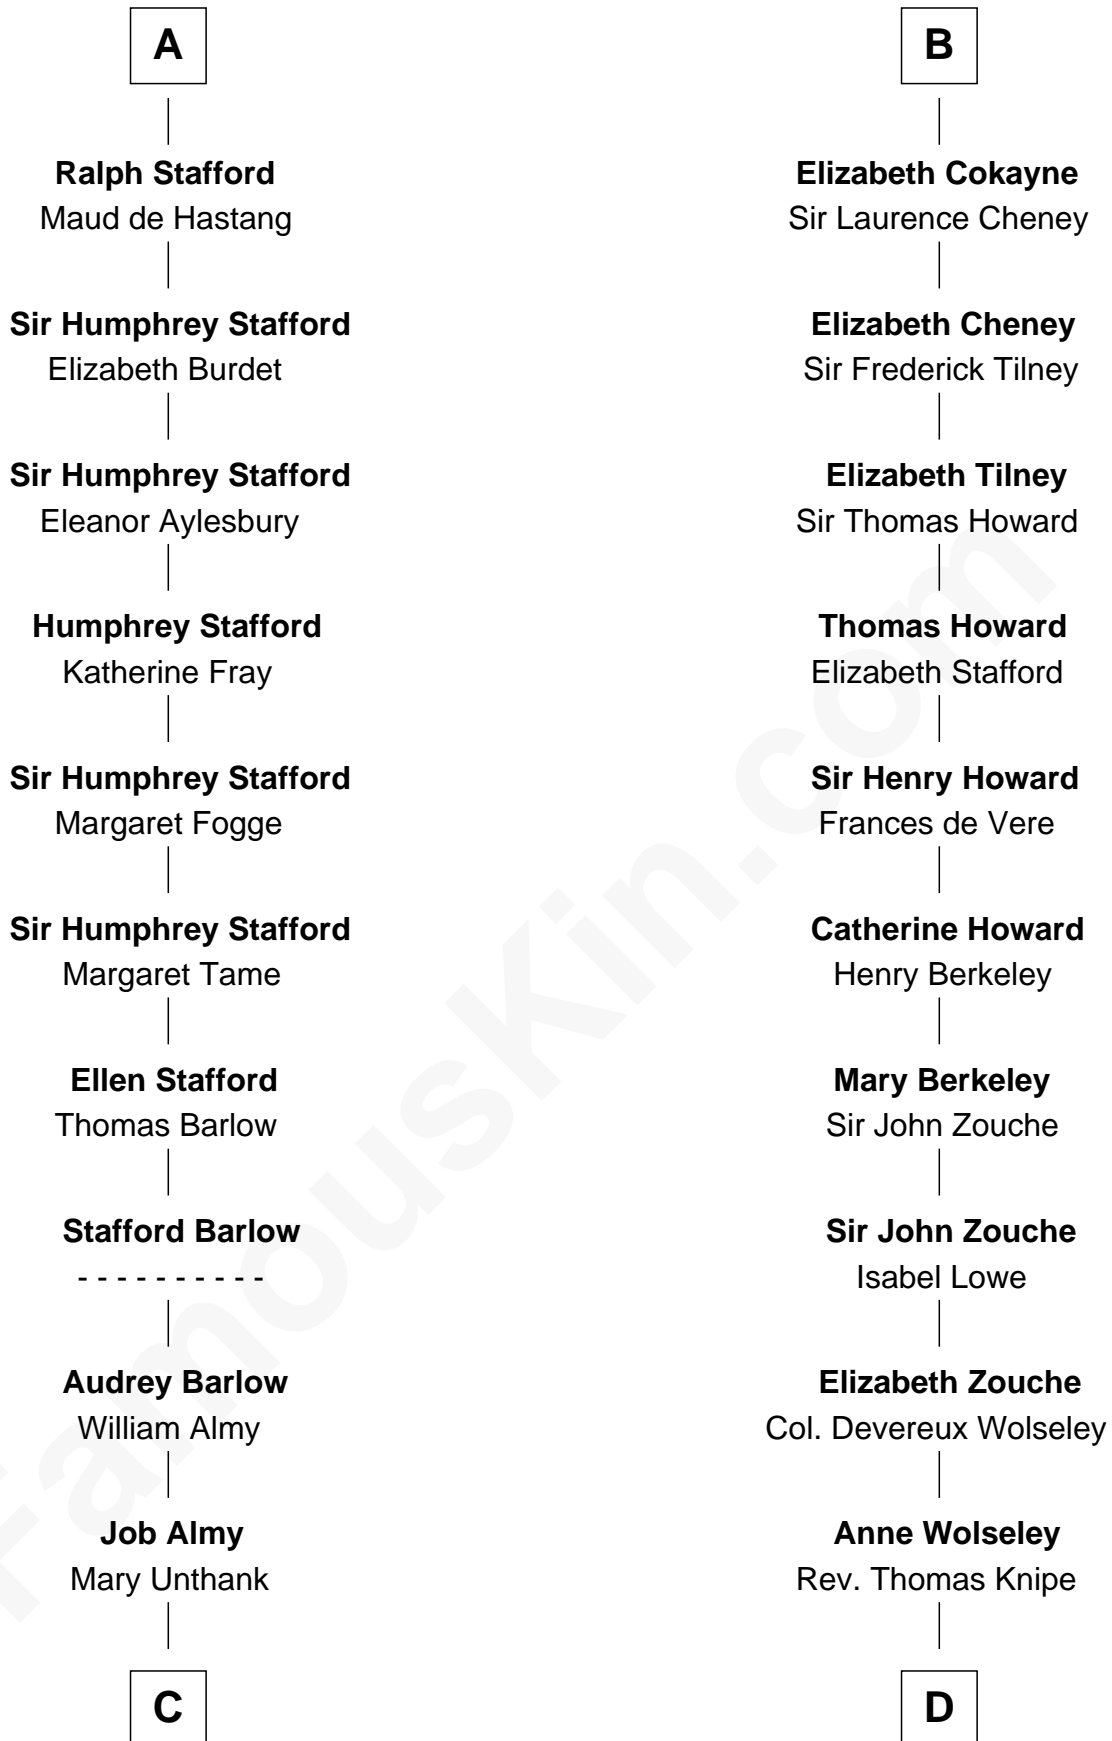 A
Ralph Stafford
Maud de Hastang
Sir Humphrey Stafford
Elizabeth Burdet
Sir Humphrey Stafford
Eleanor Aylesbury
Humphrey Stafford
Katherine Fray
Sir Humphrey Stafford
Margaret Fogge
Sir Humphrey Stafford
Margaret Tame
Ellen Stafford
Thomas Barlow
Stafford Barlow
- - - - - - - - - -
Audrey Barlow
William Almy
Job Almy
Mary Unthank
C
B
Elizabeth Cokayne
Sir Laurence Cheney
Elizabeth Cheney
Sir Frederick Tilney
Elizabeth Tilney
Sir Thomas Howard
Thomas Howard
Elizabeth Stafford
Sir Henry Howard
Frances de Vere
Catherine Howard
Henry Berkeley
Mary Berkeley
Sir John Zouche
Sir John Zouche
Isabel Lowe
Elizabeth Zouche
Col. Devereux Wolseley
Anne Wolseley
Rev. Thomas Knipe
D
FamousKin.com